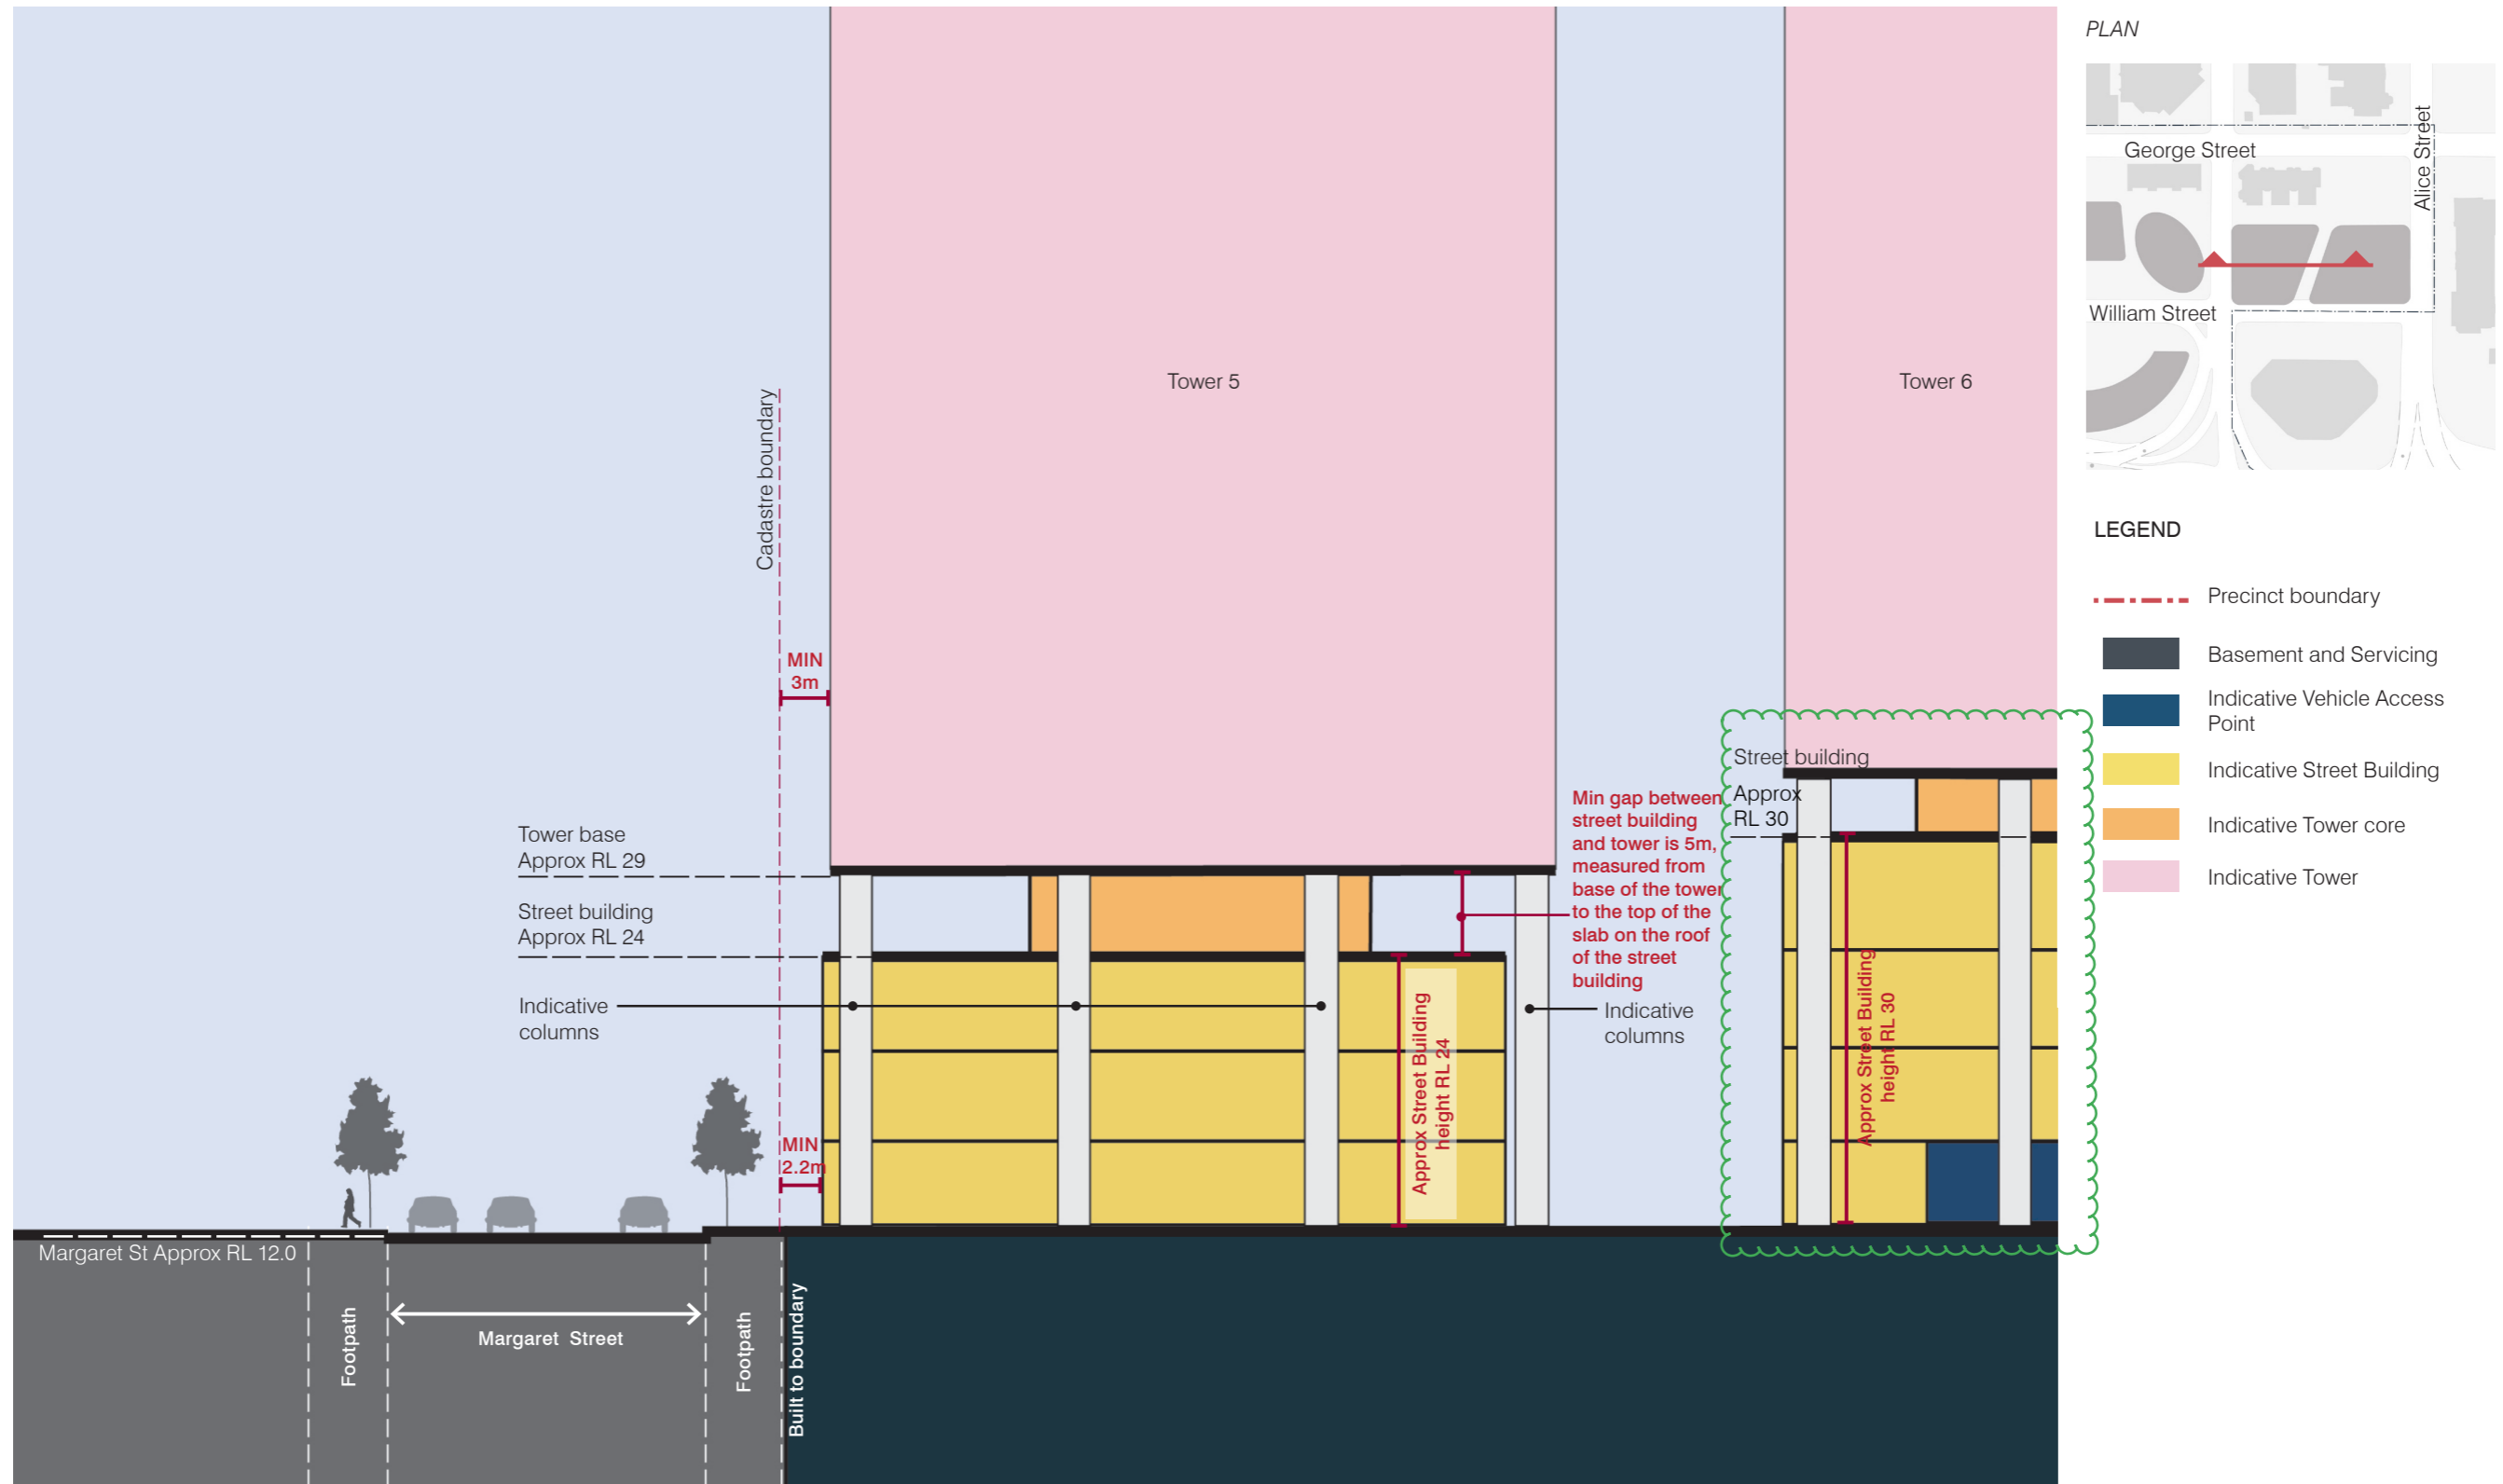 PLAN
George Street
Alice Street
William Street
LEGEND
Precinct boundary
Basement and Servicing
Indicative Vehicle Access
Point
Indicative Street Building
Indicative Tower core
Indicative Tower
Tower 5
Tower 6
Cadastre boundary
MIN
3m
Street building
Approx
RL 30
Min gap between
street building
and tower is 5m,
measured from
base of the tower
to the top of the
slab on the roof
of the street
building
Tower base
Approx RL 29
Street building
Approx RL 24
Indicative
columns
Indicative
columns
Approx Street Building
height RL 24
Approx Street Building
height RL 30
MIN
2.2m
Margaret St Approx RL 12.0
Footpath
Margaret Street
Footpath
Built to boundary